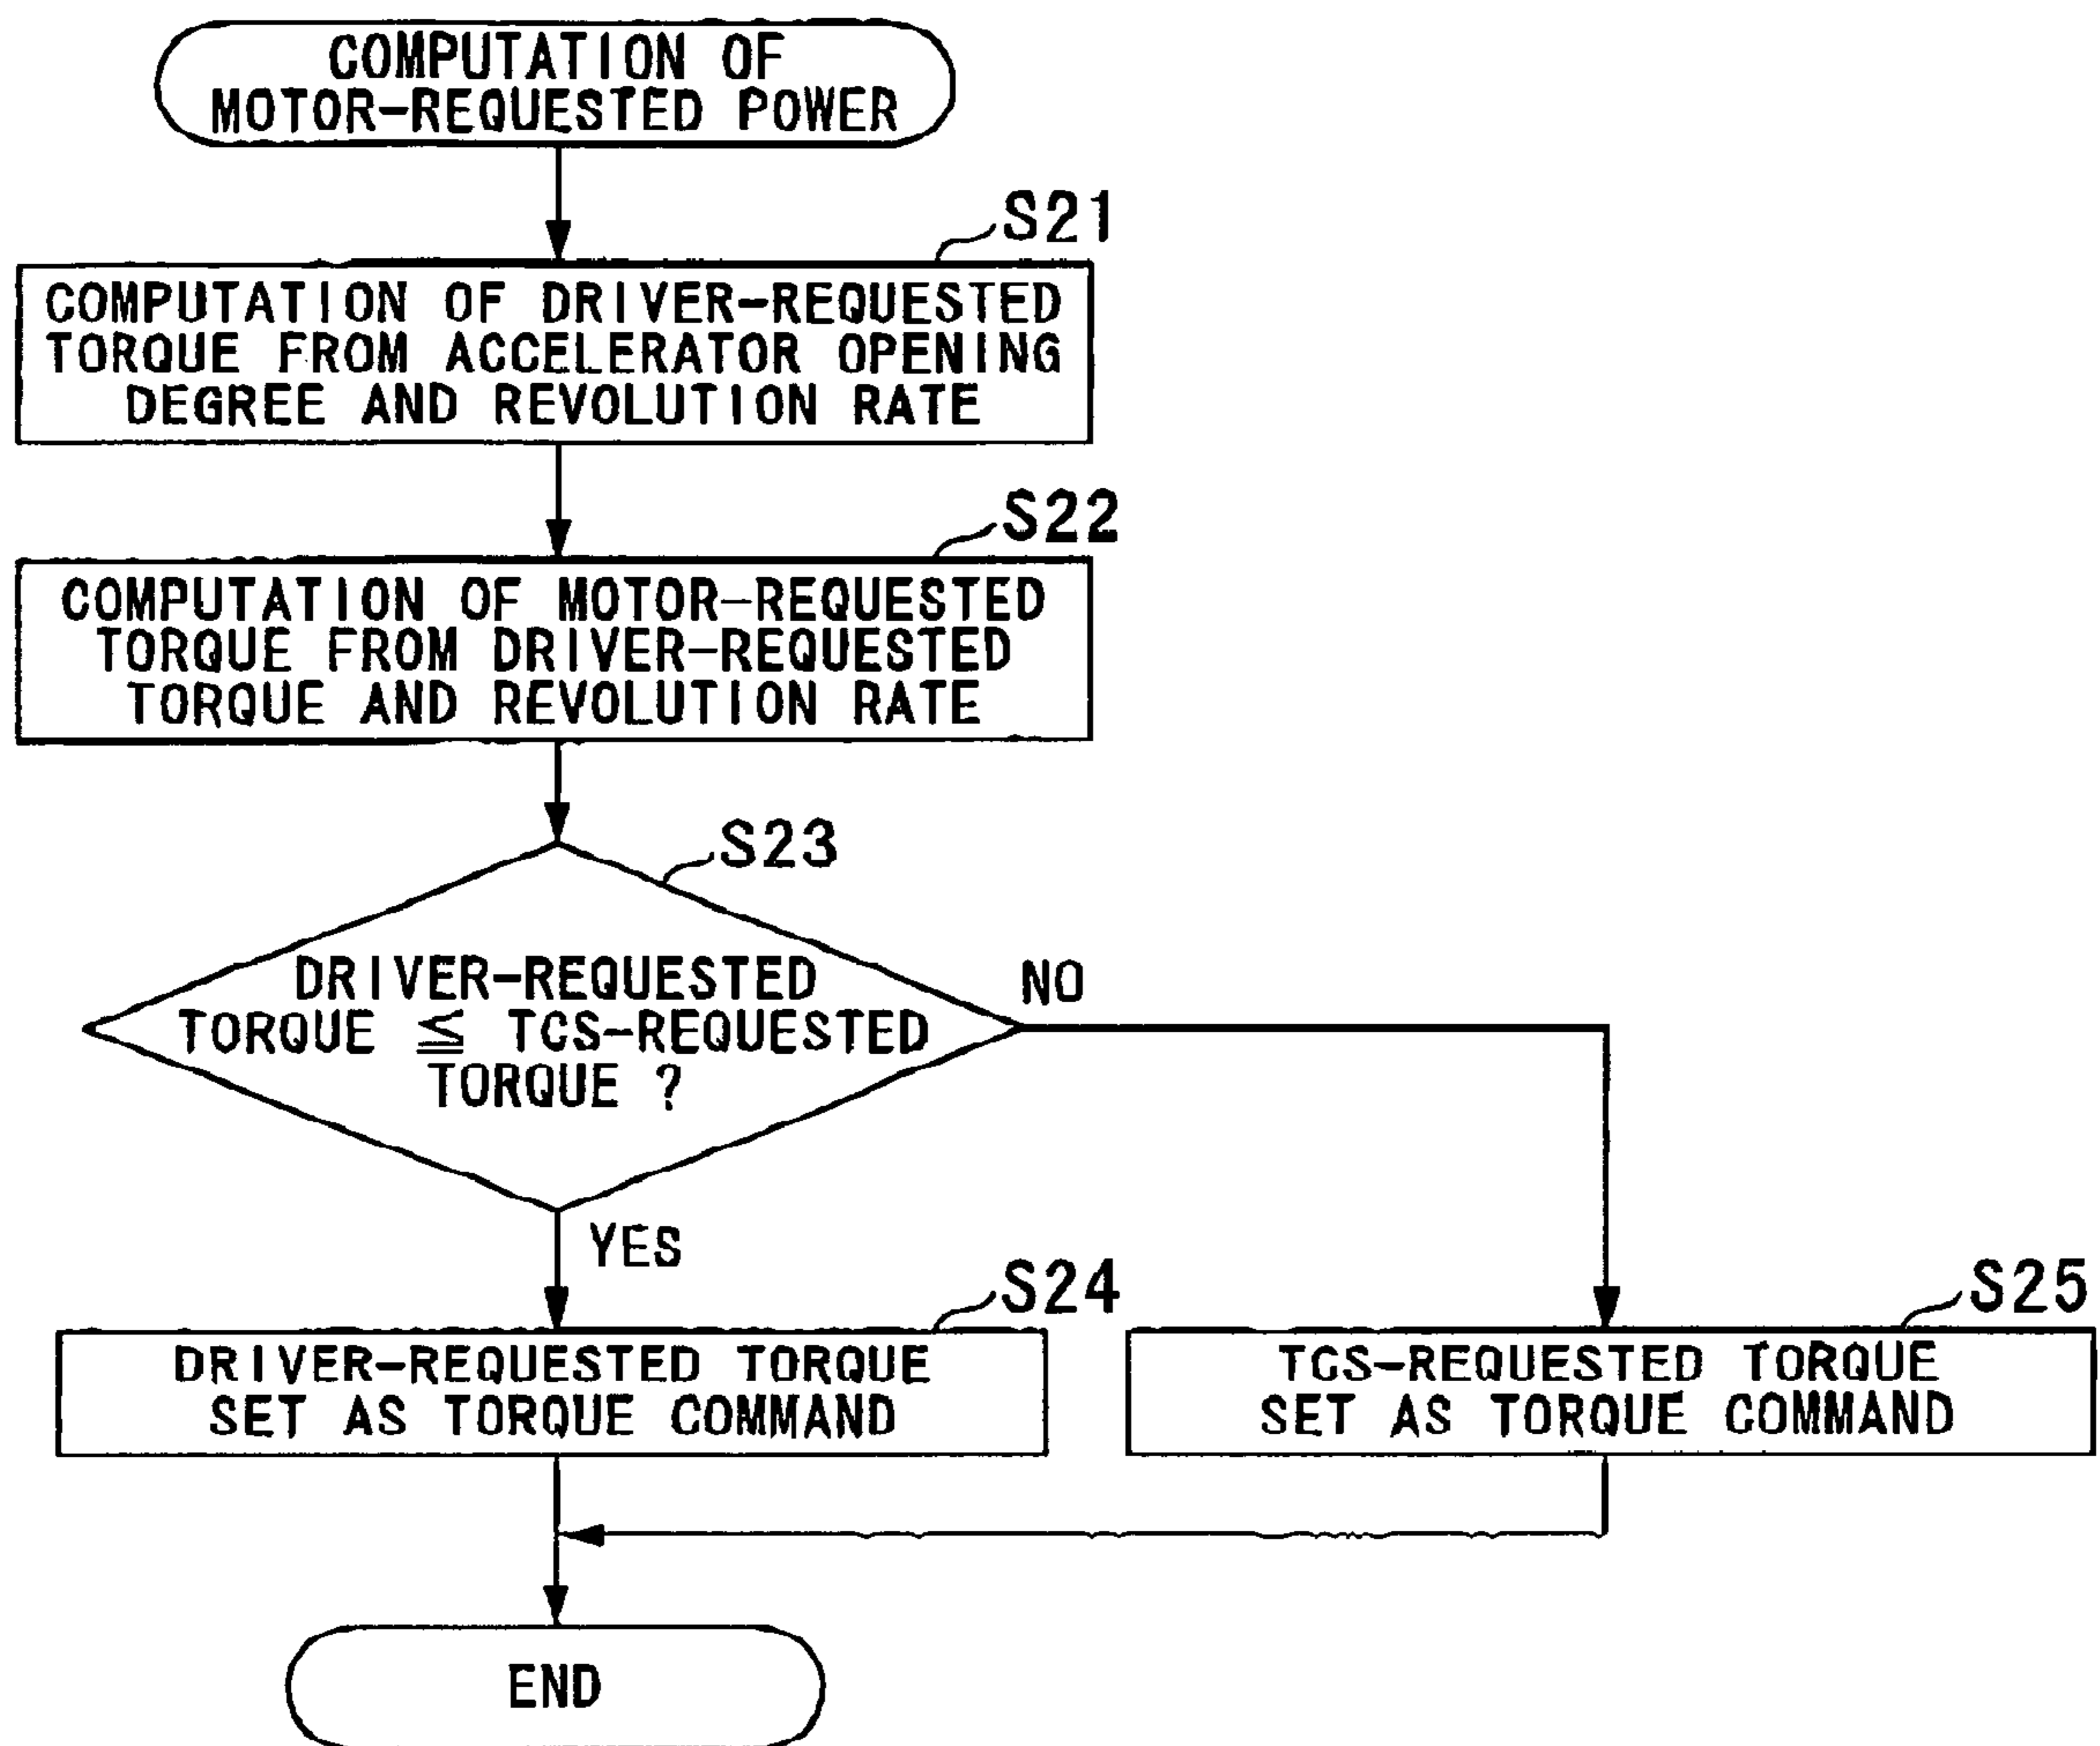 COMPUTATION OF
MOTOR-REQUESTED POWER
S21
COMPUTATION OF DRIVER-REQUESTED
TORQUE FROM ACCELERATOR OPENING
DEGREE AND REVOLUTION RATE
S22
COMPUTATION OF MOTOR-REQUESTED
TORQUE FROM DRIVER-REQUESTED
TORQUE AND REVOLUTION RATE
S23
DRIVER-REQUESTED
TORQUE ≦ TCS-REQUESTED
TORQUE ?
NO
YES
S24
DRIVER-REQUESTED TORQUE
SET AS TORQUE COMMAND
S25
TCS-REQUESTED TORQUE
SET AS TORQUE COMMAND
END